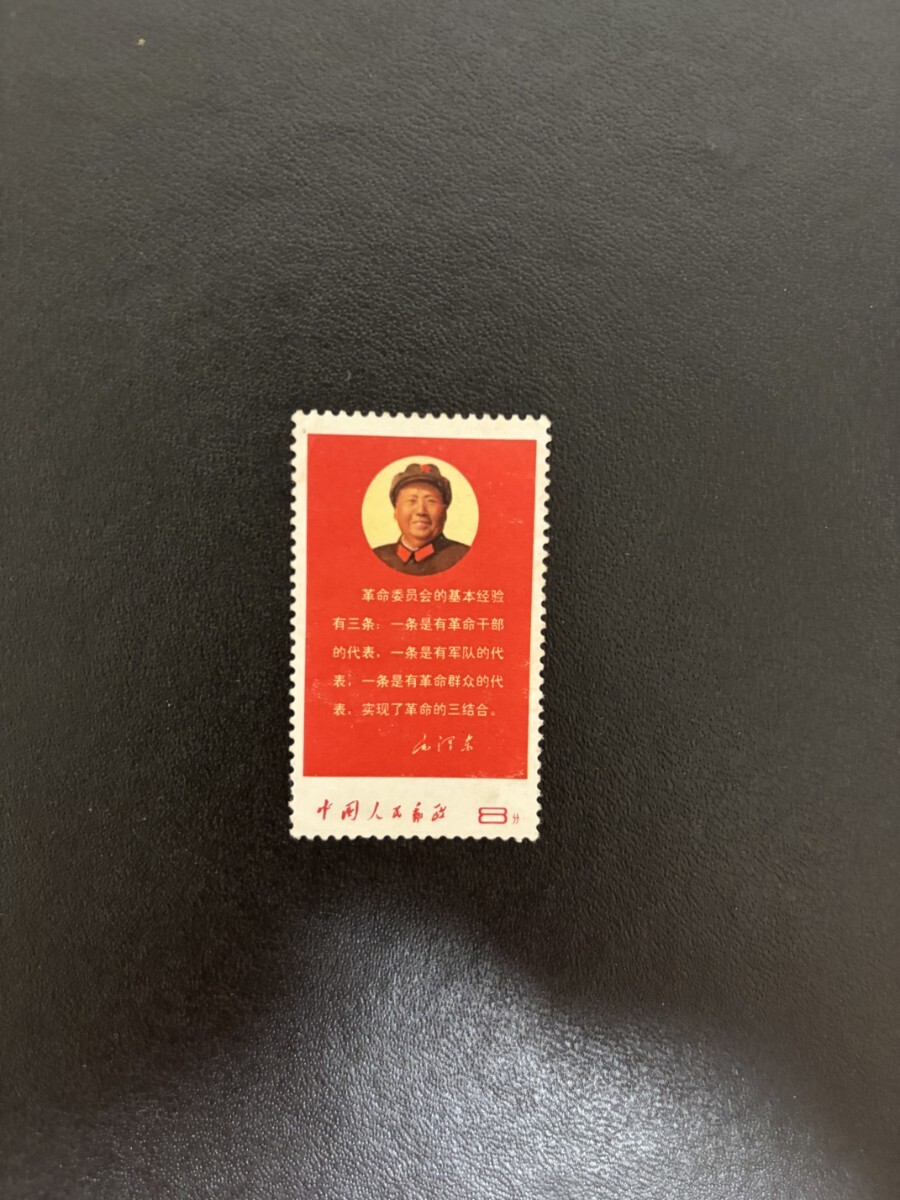 革命委员会的基本经验
有三条：一条是有革命干部
的代表，一条是有军队的代
表，一条是有革命群众的代
表，实现了革命的三结合。
毛泽东
中国人民邮政 8分